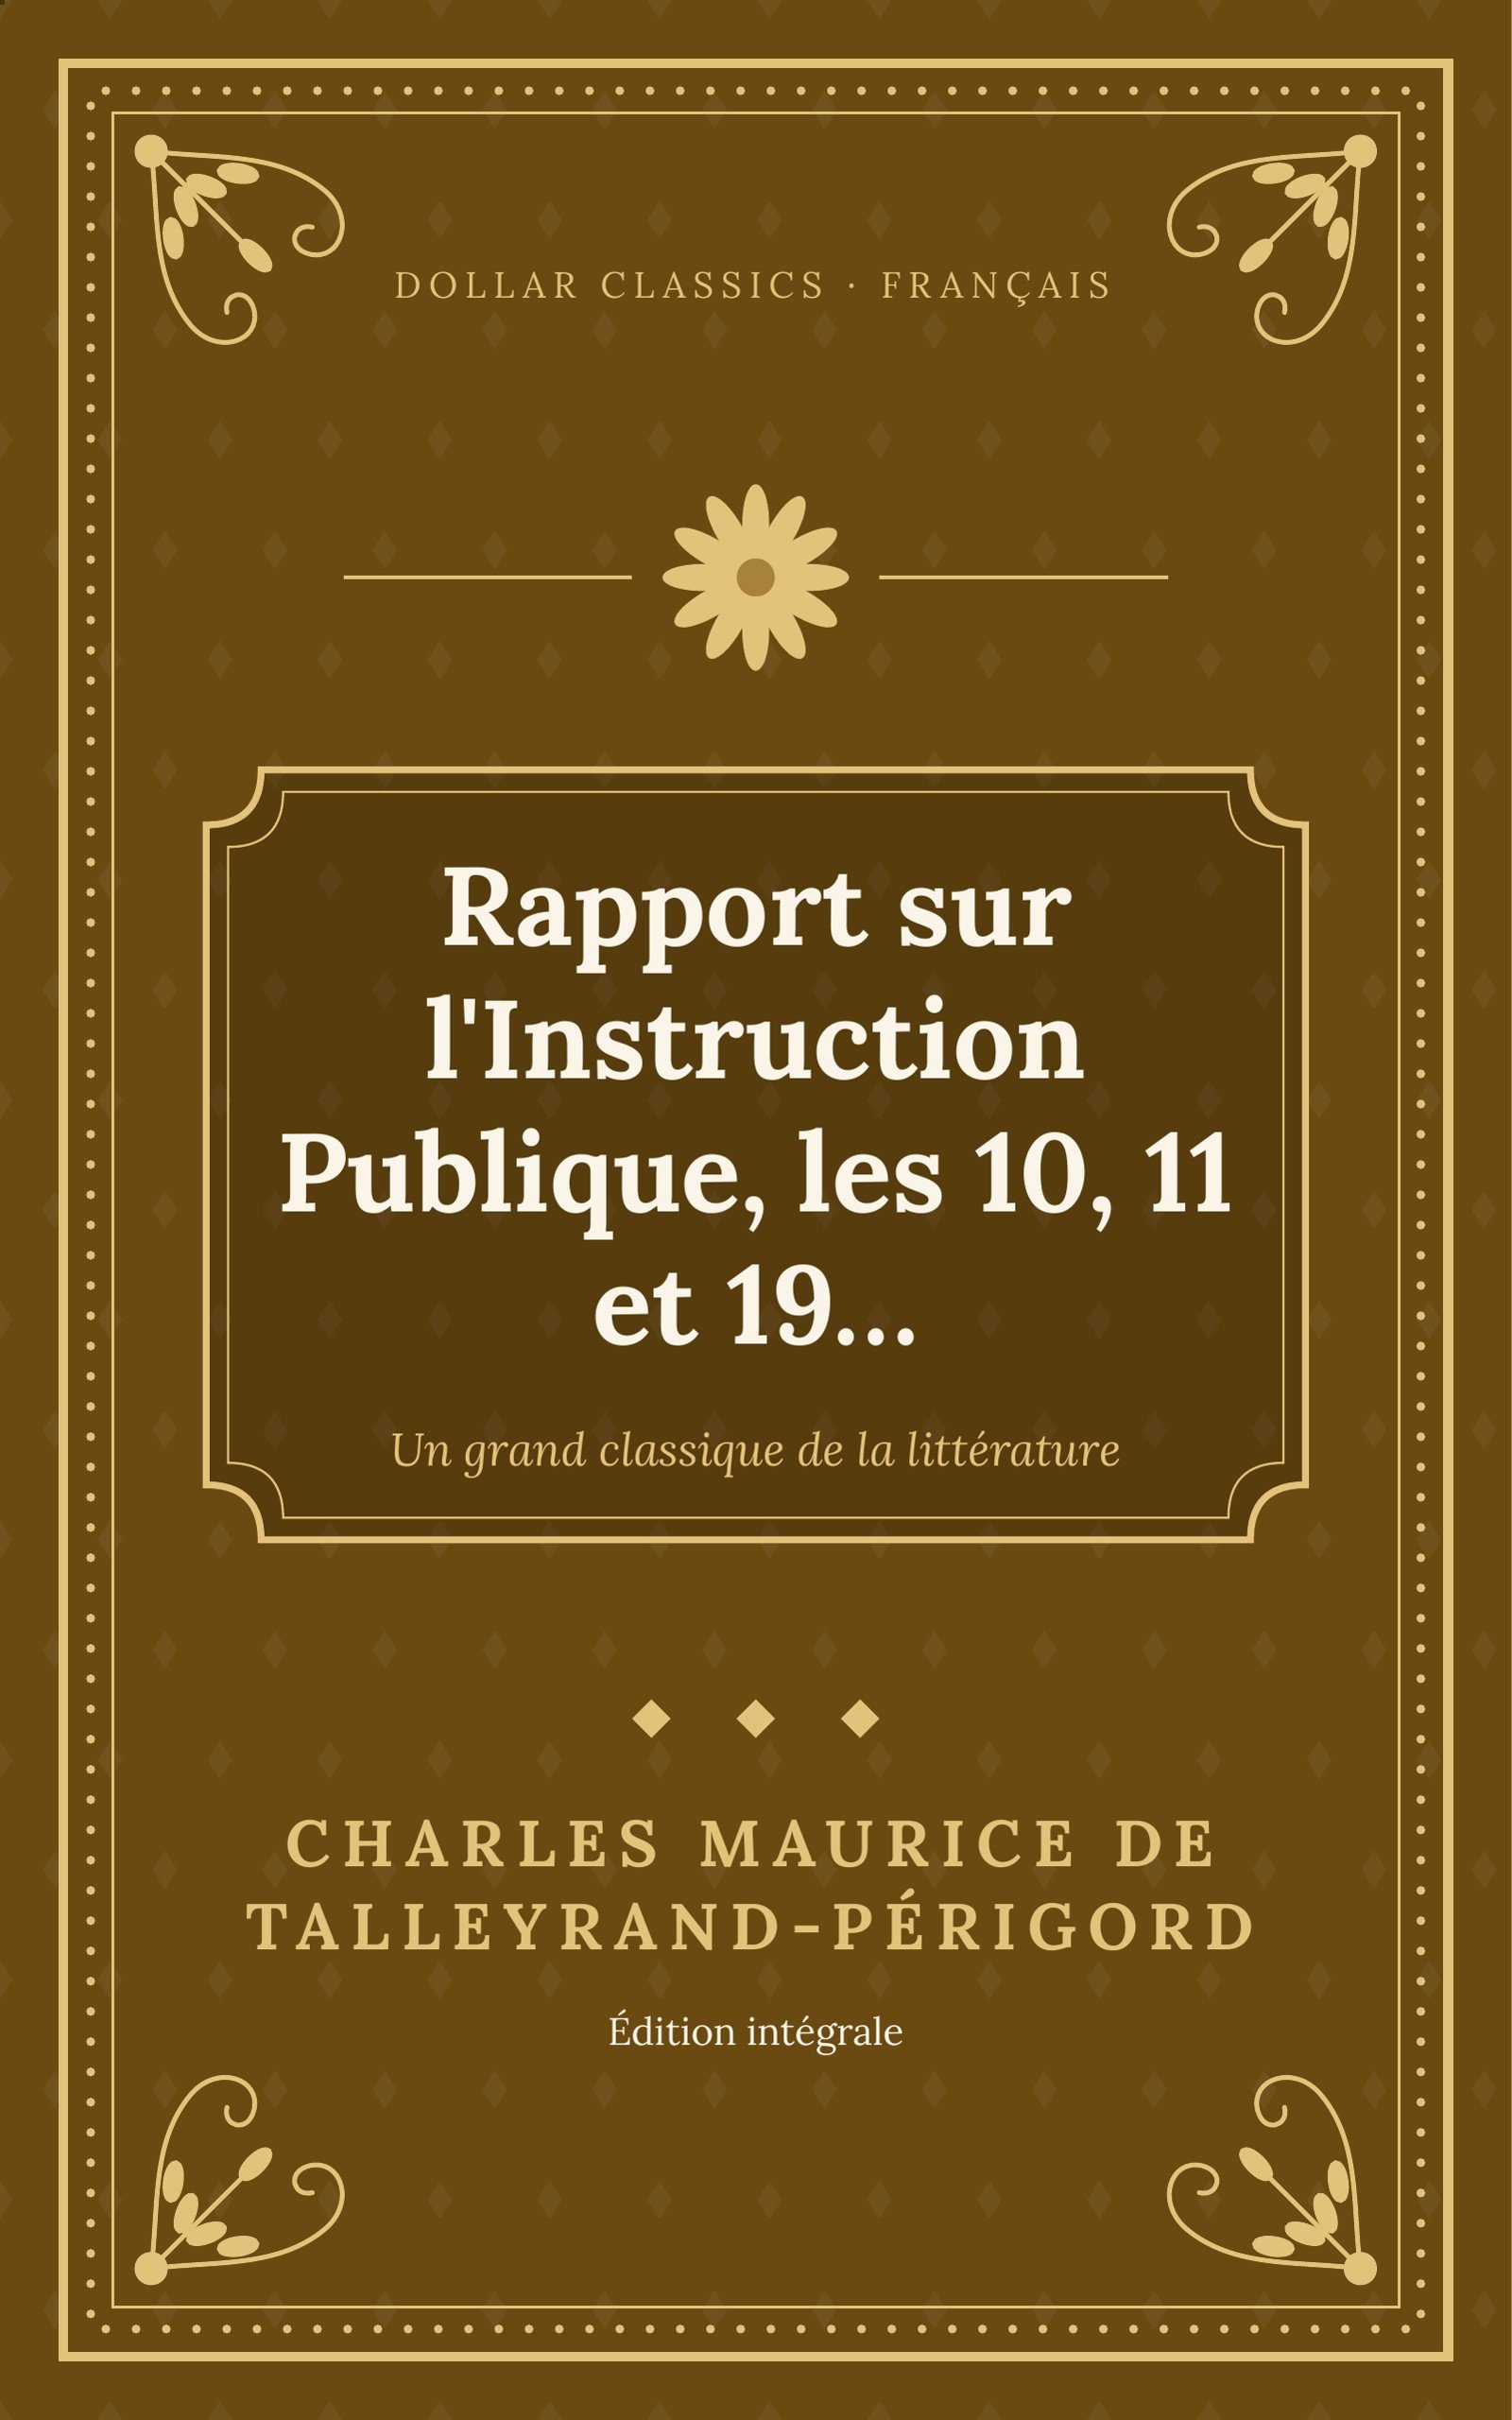 DOLLAR CLASSICS · FRANÇAIS
Rapport sur
l'Instruction
Publique, les 10, 11
et 19...
Un grand classique de la littérature
CHARLES MAURICE DE
TALLEYRAND-PÉRIGORD
Édition intégrale